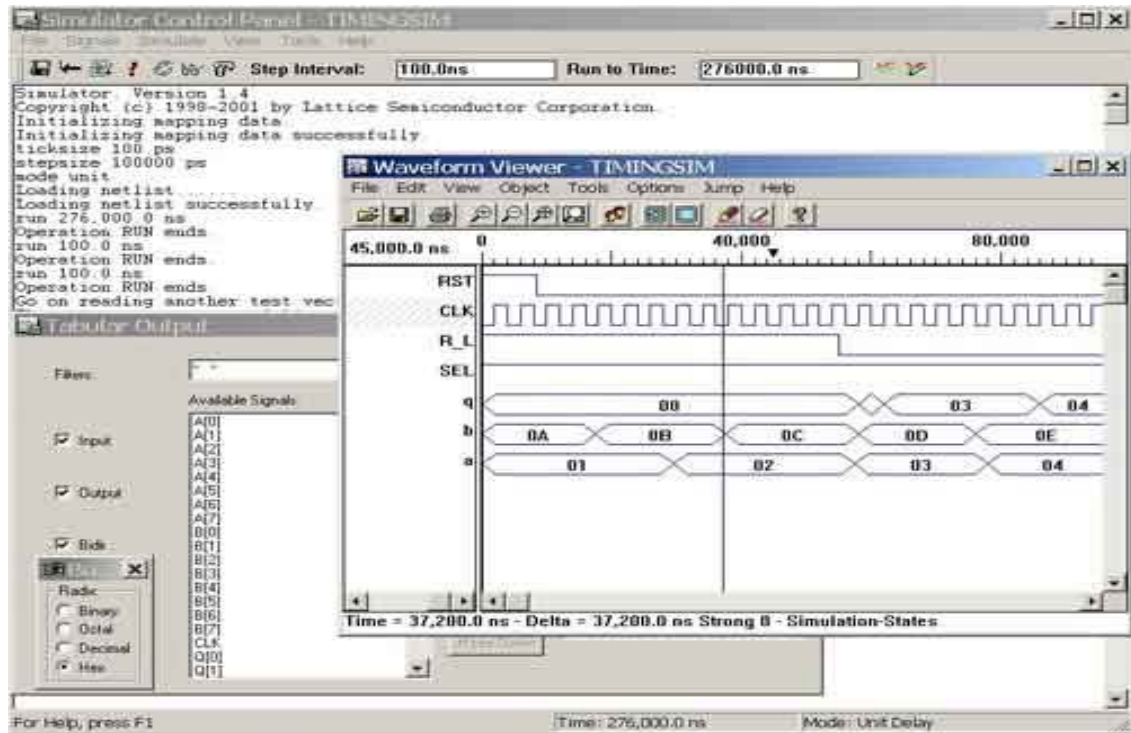 Simulator Control Panel - TIMINGSIM
File Signals Simulate View Tools Help
Step Interval: 100.0ns Run to Time: 276000.0 ns
Simulator Version 1.4
Copyright (c) 1998-2001 by Lattice Semiconductor Corporation
Initializing mapping data
Initializing mapping data successfully
ticksize 100 ps
stepsize 100000 ps
mode unit
Loading netlist ......
Loading netlist successfully
run 276,000.0 ns
Operation RUN ends
run 100.0 ns
Operation RUN ends.
run 100.0 ns
Operation RUN ends
Go on reading another test vec
Waveform Viewer - TIMINGSIM
File Edit View Object Tools Options Jump Help
45,000.0 ns 0 40,000 80,000
RST
CLK
R_L
SEL
q 00 03 04
b 0A 0B 0C 0D 0E
a 01 02 03 04
Time = 37,200.0 ns - Delta = 37,200.0 ns Strong 0 - Simulation-States
Tabular Output
Filters: * *
Available Signals
Input
Output
Bidi
A[0]
A[1]
A[2]
A[3]
A[4]
A[5]
A[6]
A[7]
B[0]
B[1]
B[2]
B[3]
B[4]
B[5]
B[6]
B[7]
CLK
Q[0]
Q[1]
Radix
Binary
Octal
Decimal
Hex
For Help, press F1 Time: 276,000.0 ns Mode: Unit Delay